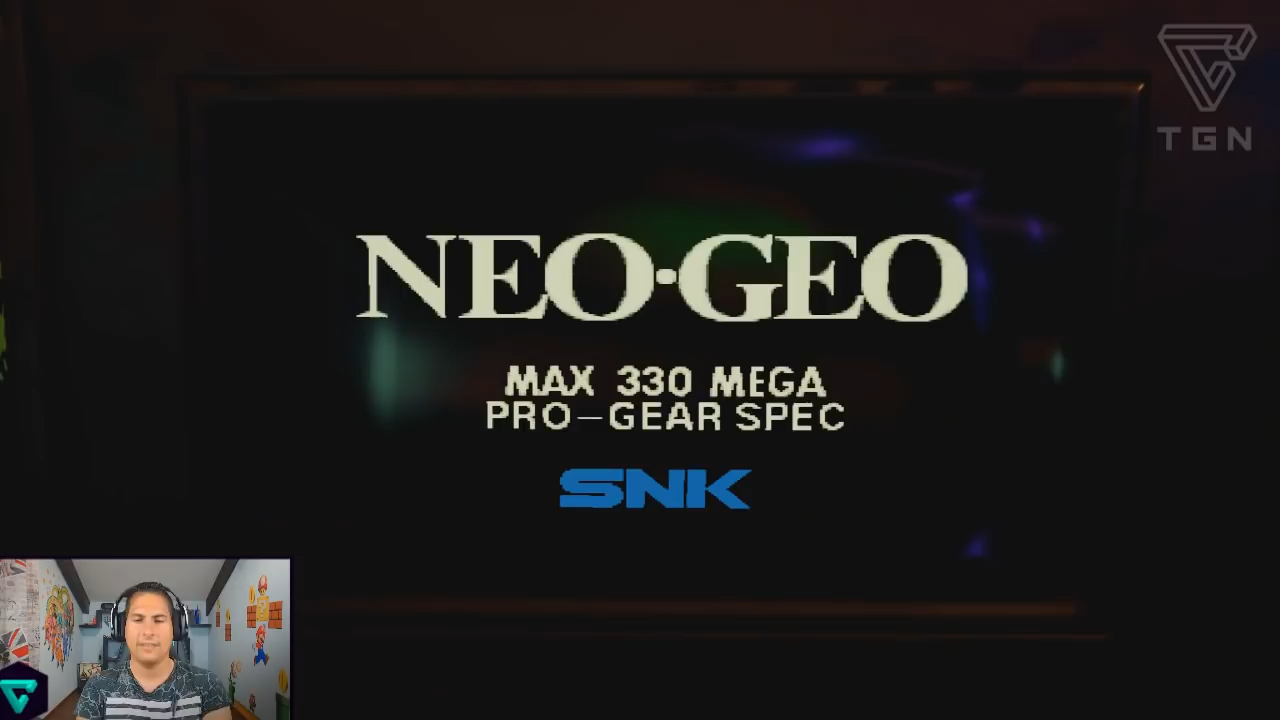 TGN
NEO·GEO
MAX 330 MEGA
PRO-GEAR SPEC
SNK